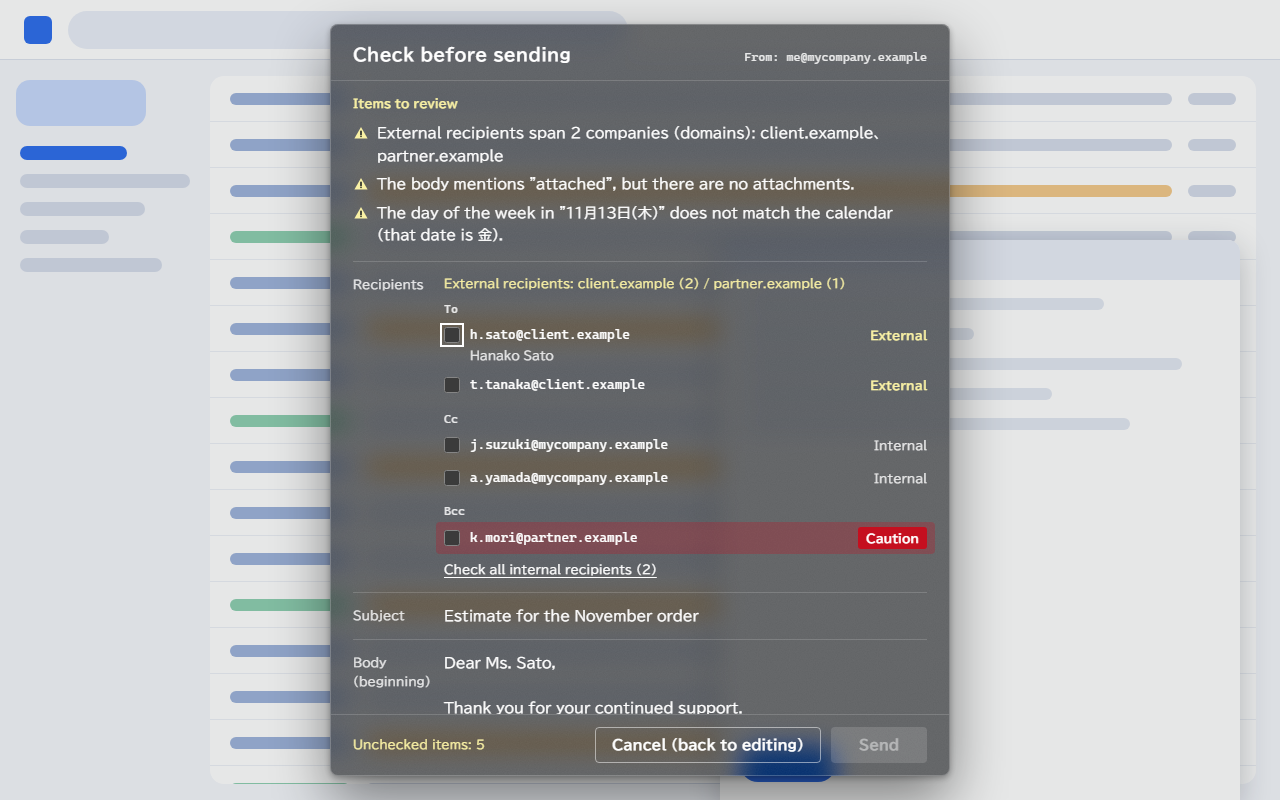 Check before sending
From: me@mycompany.example
Items to review
External recipients span 2 companies (domains): client.example、
partner.example
The body mentions "attached", but there are no attachments.
The day of the week in "11月13日(木)" does not match the calendar
(that date is 金).
Recipients
External recipients: client.example (2) / partner.example (1)
To
h.sato@client.example
External
Hanako Sato
t.tanaka@client.example
External
Cc
j.suzuki@mycompany.example
Internal
a.yamada@mycompany.example
Internal
Bcc
k.mori@partner.example
Caution
Check all internal recipients (2)
Subject
Estimate for the November order
Body
(beginning)
Dear Ms. Sato,
Thank you for your continued support.
Unchecked items: 5
Cancel (back to editing)
Send